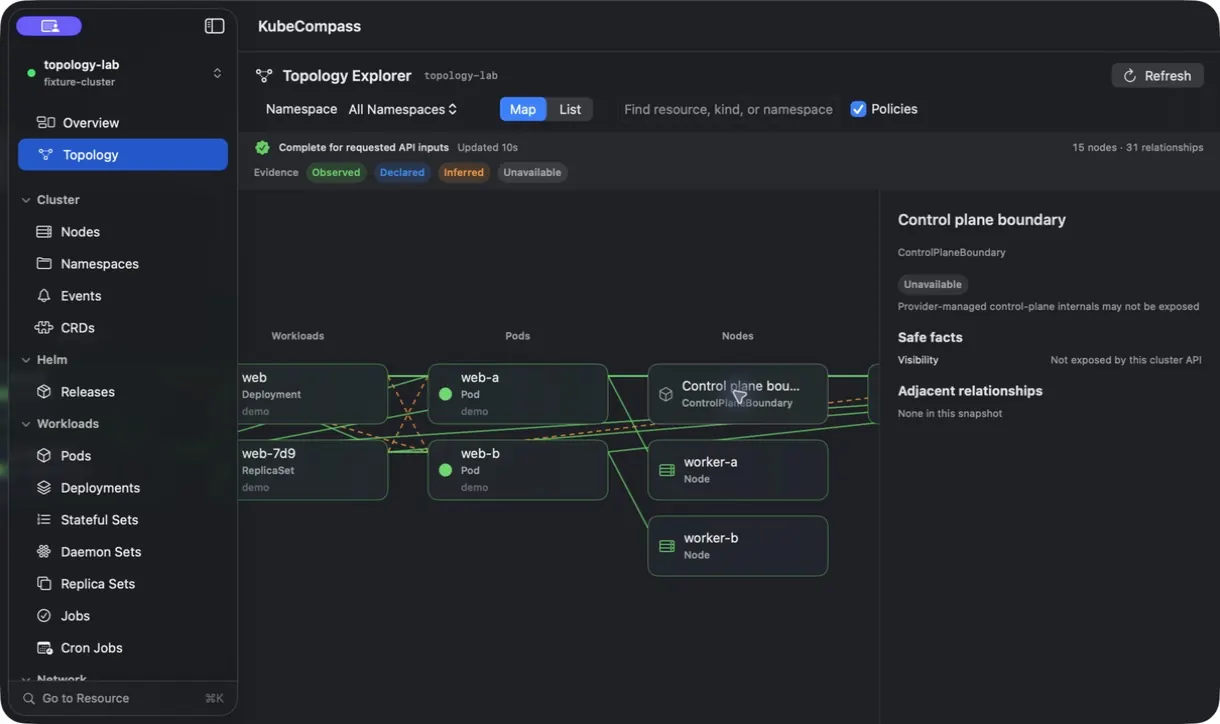 KubeCompass
topology-lab
fixture-cluster
Overview
Topology
Cluster
Nodes
Namespaces
Events
CRDs
Helm
Releases
Workloads
Pods
Deployments
Stateful Sets
Daemon Sets
Replica Sets
Jobs
Cron Jobs
Network
Go to Resource ⌘K
Topology Explorer topology-lab
Refresh
Namespace All Namespaces Map List Find resource, kind, or namespace Policies
Complete for requested API inputs Updated 10s
15 nodes · 31 relationships
Evidence Observed Declared Inferred Unavailable
Workloads Pods Nodes
web
Deployment
demo
web-7d9
ReplicaSet
demo
web-a
Pod
demo
web-b
Pod
demo
Control plane bou...
ControlPlaneBoundary
worker-a
Node
worker-b
Node
Control plane boundary
ControlPlaneBoundary
Unavailable
Provider-managed control-plane internals may not be exposed
Safe facts
Visibility Not exposed by this cluster API
Adjacent relationships
None in this snapshot